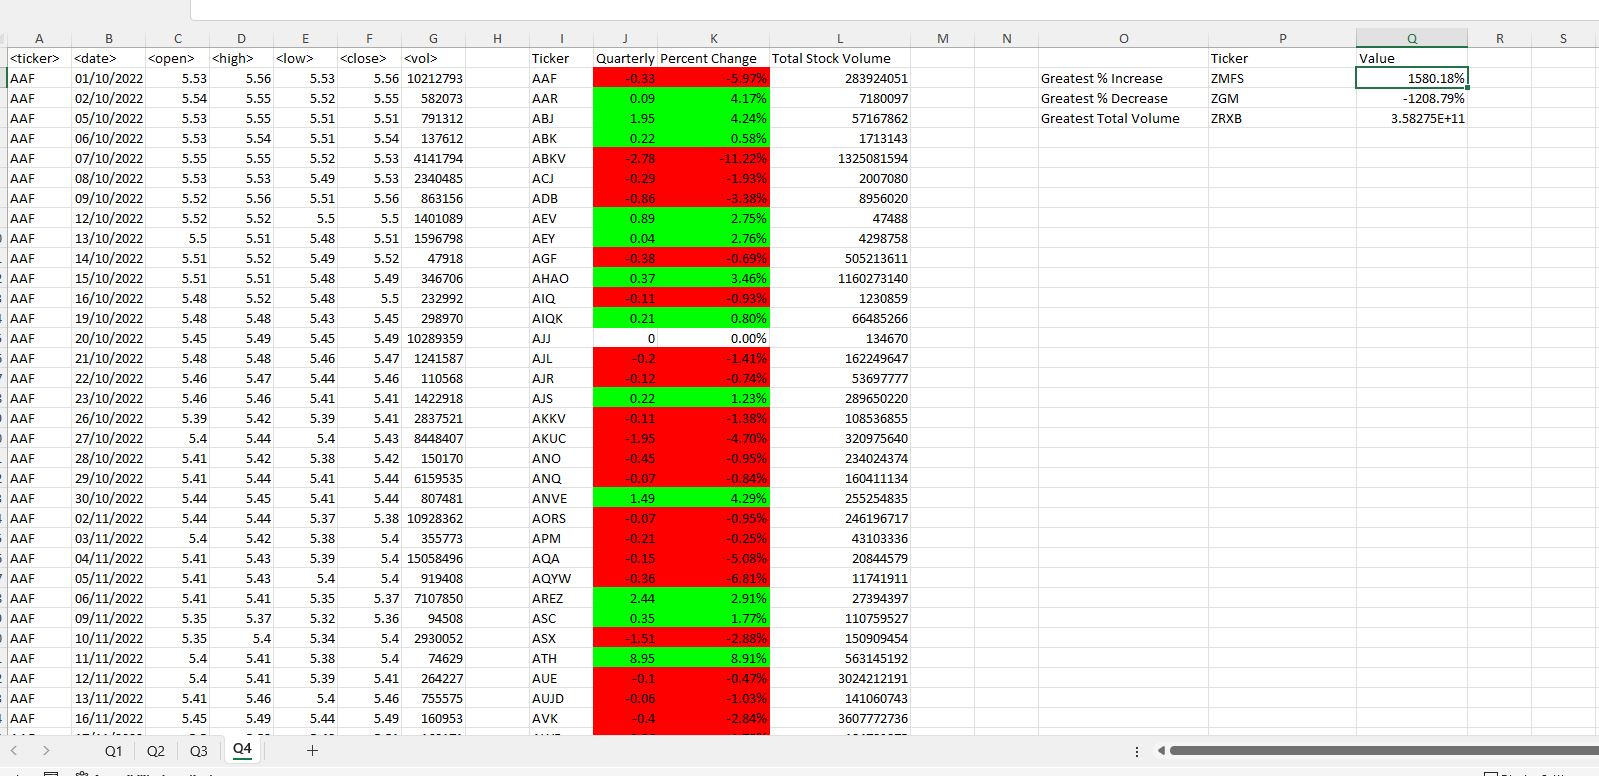 A B C D E F G H I J K L M N O P Q R S
<ticker> <date> <open> <high> <low> <close> <vol> Ticker Quarterly Percent Change Total Stock Volume Ticker Value
AAF 01/10/2022 5.53 5.56 5.53 5.56 10212793 AAF -0.33 -5.97% 283924051 Greatest % Increase ZMFS 1580.18%
AAF 02/10/2022 5.54 5.55 5.52 5.55 582073 AAR 0.09 4.17% 7180097 Greatest % Decrease ZGM -1208.79%
AAF 05/10/2022 5.53 5.55 5.51 5.51 791312 ABJ 1.95 4.24% 57167862 Greatest Total Volume ZRXB 3.58275E+11
AAF 06/10/2022 5.53 5.54 5.51 5.54 137612 ABK 0.22 0.58% 1713143
AAF 07/10/2022 5.55 5.55 5.52 5.53 4141794 ABKV -2.78 -11.22% 1325081594
AAF 08/10/2022 5.53 5.53 5.49 5.53 2340485 ACJ -0.29 -1.93% 2007080
AAF 09/10/2022 5.52 5.56 5.51 5.56 863156 ADB -0.86 -3.38% 8956020
AAF 12/10/2022 5.52 5.52 5.5 5.5 1401089 AEV 0.89 2.75% 47488
AAF 13/10/2022 5.5 5.51 5.48 5.51 1596798 AEY 0.04 2.76% 4298758
AAF 14/10/2022 5.51 5.52 5.49 5.52 47918 AGF -0.38 -0.69% 505213611
AAF 15/10/2022 5.51 5.51 5.48 5.49 346706 AHAO 0.37 3.46% 1160273140
AAF 16/10/2022 5.48 5.52 5.48 5.5 232992 AIQ -0.11 -0.93% 1230859
AAF 19/10/2022 5.48 5.48 5.43 5.45 298970 AIQK 0.21 0.80% 66485266
AAF 20/10/2022 5.45 5.49 5.45 5.49 10289359 AJJ 0 0.00% 134670
AAF 21/10/2022 5.48 5.48 5.46 5.47 1241587 AJL -0.2 -1.41% 162249647
AAF 22/10/2022 5.46 5.47 5.44 5.46 110568 AJR -0.12 -0.74% 53697777
AAF 23/10/2022 5.46 5.46 5.41 5.41 1422918 AJS 0.22 1.23% 289650220
AAF 26/10/2022 5.39 5.42 5.39 5.41 2837521 AKKV -0.11 -1.38% 108536855
AAF 27/10/2022 5.4 5.44 5.4 5.43 8448407 AKUC -1.95 -4.70% 320975640
AAF 28/10/2022 5.41 5.42 5.38 5.42 150170 ANO -0.45 -0.95% 234024374
AAF 29/10/2022 5.41 5.44 5.41 5.44 6159535 ANQ -0.07 -0.84% 160411134
AAF 30/10/2022 5.44 5.45 5.41 5.44 807481 ANVE 1.49 4.29% 255254835
AAF 02/11/2022 5.44 5.44 5.37 5.38 10928362 AORS -0.07 -0.95% 246196717
AAF 03/11/2022 5.4 5.42 5.38 5.4 355773 APM -0.21 -0.25% 43103336
AAF 04/11/2022 5.41 5.43 5.39 5.4 15058496 AQA -0.15 -5.08% 20844579
AAF 05/11/2022 5.41 5.43 5.4 5.4 919408 AQYW -0.36 -6.81% 11741911
AAF 06/11/2022 5.41 5.41 5.35 5.37 7107850 AREZ 2.44 2.91% 27394397
AAF 09/11/2022 5.35 5.37 5.32 5.36 94508 ASC 0.35 1.77% 110759527
AAF 10/11/2022 5.35 5.4 5.34 5.4 2930052 ASX -1.51 -2.88% 150909454
AAF 11/11/2022 5.4 5.41 5.38 5.4 74629 ATH 8.95 8.91% 563145192
AAF 12/11/2022 5.4 5.41 5.39 5.41 264227 AUE -0.1 -0.47% 3024212191
AAF 13/11/2022 5.41 5.46 5.4 5.46 755575 AUJD -0.06 -1.03% 141060743
AAF 16/11/2022 5.45 5.49 5.44 5.49 160953 AVK -0.4 -2.84% 3607772736
Q1 Q2 Q3 Q4